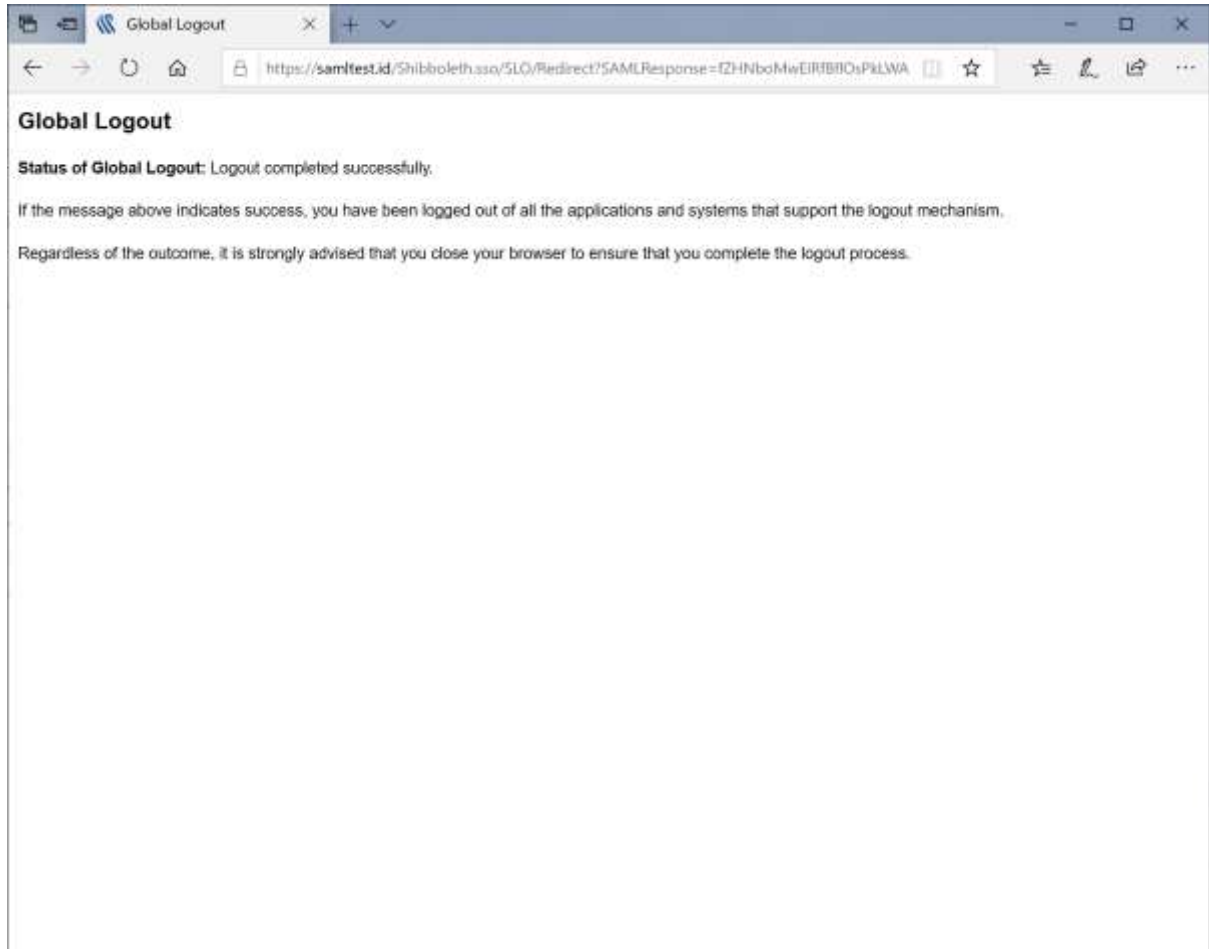 Global Logout
https://samltest.id/Shibboleth.sso/SLO/Redirect?SAMLResponse=
Global Logout
Status of Global Logout: Logout completed successfully.
If the message above indicates success, you have been logged out of all the applications and systems that support the logout mechanism.
Regardless of the outcome, it is strongly advised that you close your browser to ensure that you complete the logout process.